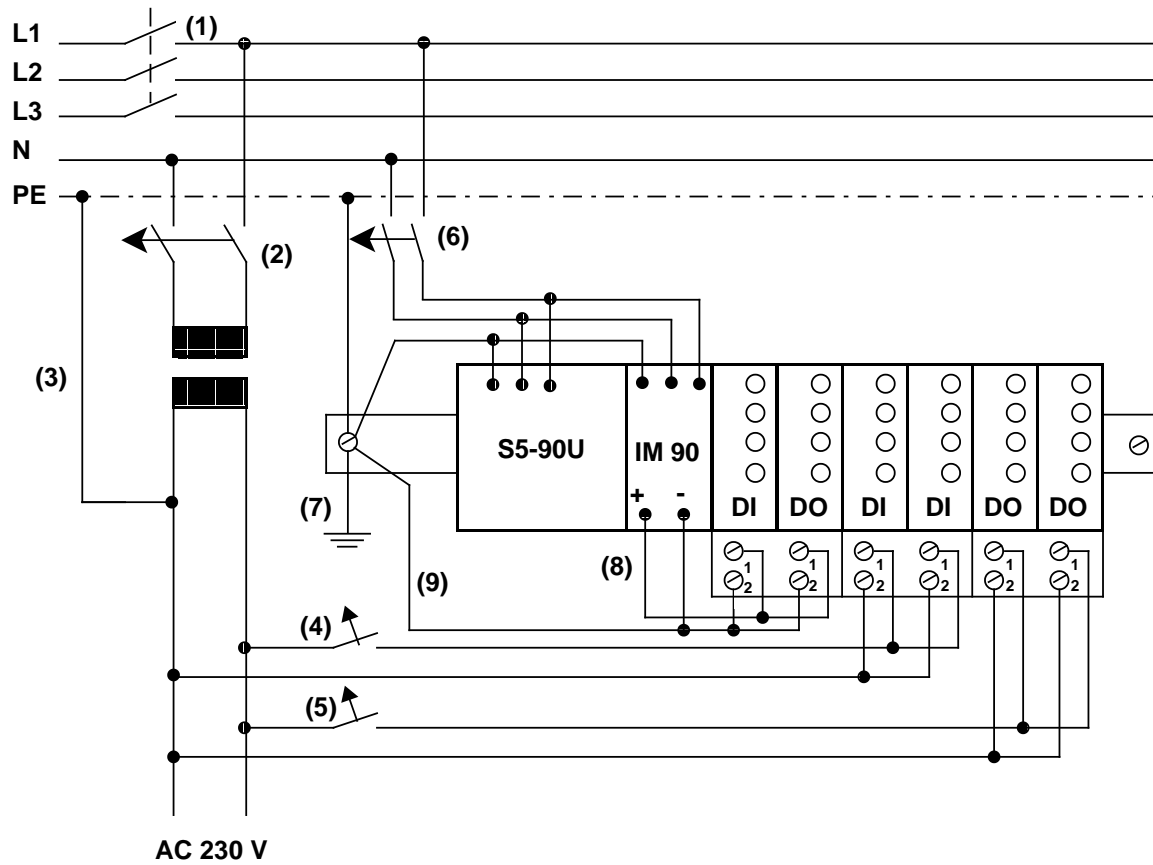 L1
(1)
L2
L3
N
PE
(2)
(6)
(3)
S5-90U
IM 90
+ -
DI DO DI DI DO DO
(7)
(8)
1 1 1 1 1 1
2 2 2 2 2 2
(9)
(4)
(5)
AC 230 V